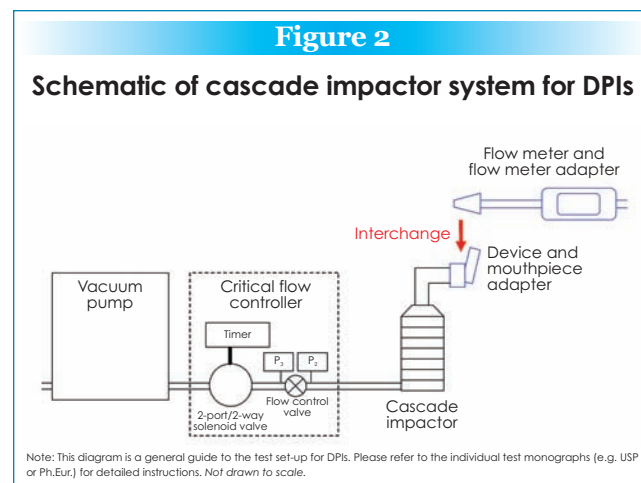 Figure 2
Schematic of cascade impactor system for DPIs
Flow meter and
flow meter adapter
Interchange
Device and
mouthpiece
adapter
Vacuum
pump
Critical flow
controller
Timer
P₃
P₂
Flow control
valve
2-port/2-way
solenoid valve
Cascade
impactor
Note: This diagram is a general guide to the test set-up for DPIs. Please refer to the individual test monographs (e.g. USP
or Ph.Eur.) for detailed instructions. Not drawn to scale.